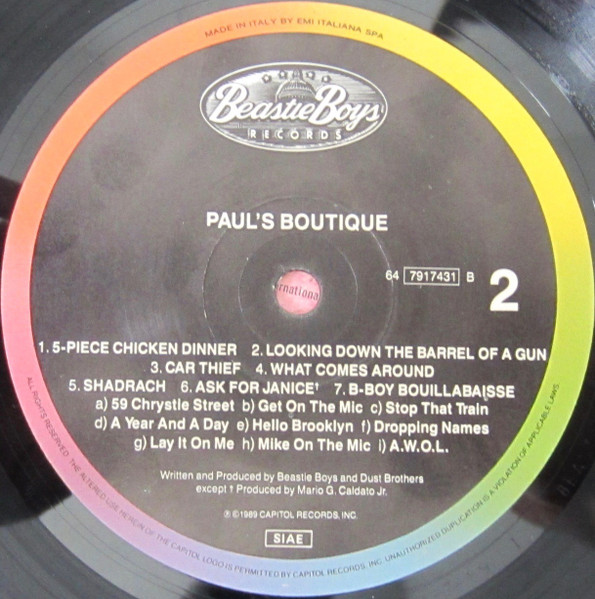 MADE IN ITALY BY EMI ITALIANA SPA
Beastie Boys
RECORDS
PAUL'S BOUTIQUE
64 7917431 B
2
rnationa
1. 5-PIECE CHICKEN DINNER 2. LOOKING DOWN THE BARREL OF A GUN
3. CAR THIEF 4. WHAT COMES AROUND
5. SHADRACH 6. ASK FOR JANICE† 7. B-BOY BOUILLABAISSE
a) 59 Chrystie Street b) Get On The Mic c) Stop That Train
d) A Year And A Day e) Hello Brooklyn f) Dropping Names
g) Lay It On Me h) Mike On The Mic i) A.W.O.L.
Written and Produced by Beastie Boys and Dust Brothers
except † Produced by Mario G. Caldato Jr.
℗ © 1989 CAPITOL RECORDS, INC.
SIAE
ALL RIGHTS RESERVED. THE ALTERED USE HEREIN OF THE CAPITOL LOGO IS PERMITTED BY CAPITOL RECORDS, INC. UNAUTHORIZED DUPLICATION IS A VIOLATION OF APPLICABLE LAWS.